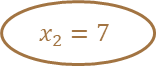 x₂ = 7